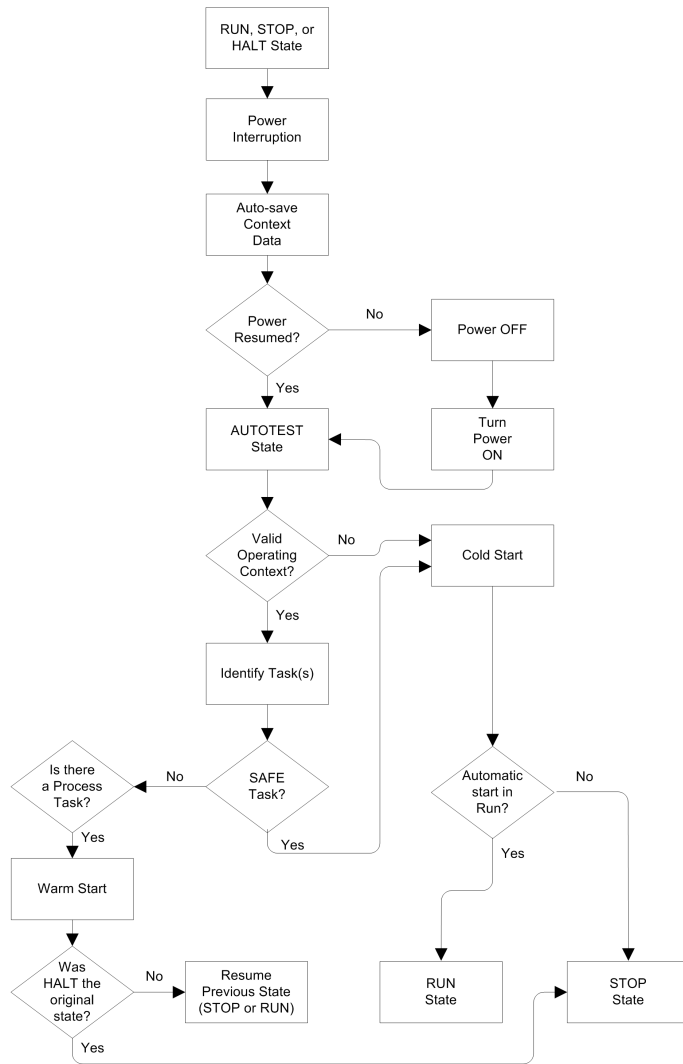 RUN, STOP, or
HALT State
Power
Interruption
Auto-save
Context
Data
Power
Resumed?
No
Power OFF
Yes
AUTOTEST
State
Turn
Power
ON
Valid
Operating
Context?
No
Cold Start
Yes
Identify Task(s)
Is there
a Process
Task?
No
SAFE
Task?
Automatic
start in
Run?
No
Yes
Yes
Yes
Warm Start
Was
HALT the
original
state?
No
Resume
Previous State
(STOP or RUN)
RUN
State
STOP
State
Yes